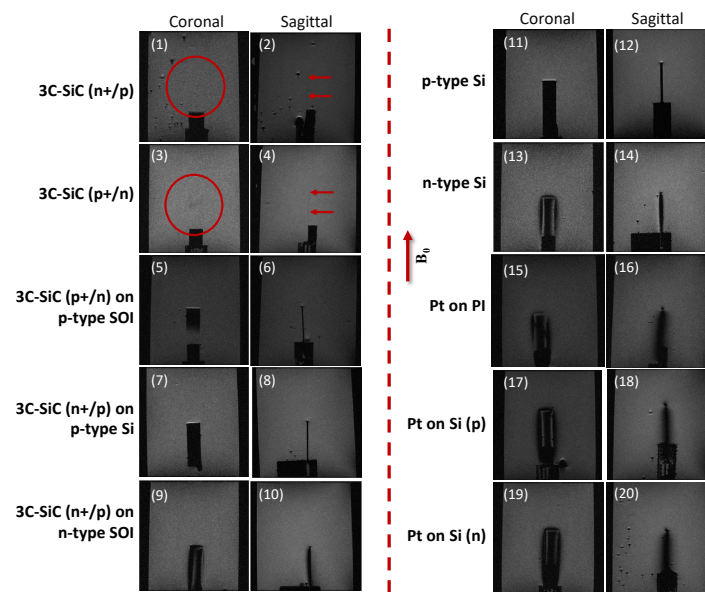 Coronal Sagittal
(1) (2)
3C-SiC (n+/p)
(3) (4)
3C-SiC (p+/n)
(5) (6)
3C-SiC (p+/n) on
p-type SOI
(7) (8)
3C-SiC (n+/p) on
p-type Si
(9) (10)
3C-SiC (n+/p) on
n-type SOI
B₀
Coronal Sagittal
(11) (12)
p-type Si
(13) (14)
n-type Si
(15) (16)
Pt on PI
(17) (18)
Pt on Si (p)
(19) (20)
Pt on Si (n)